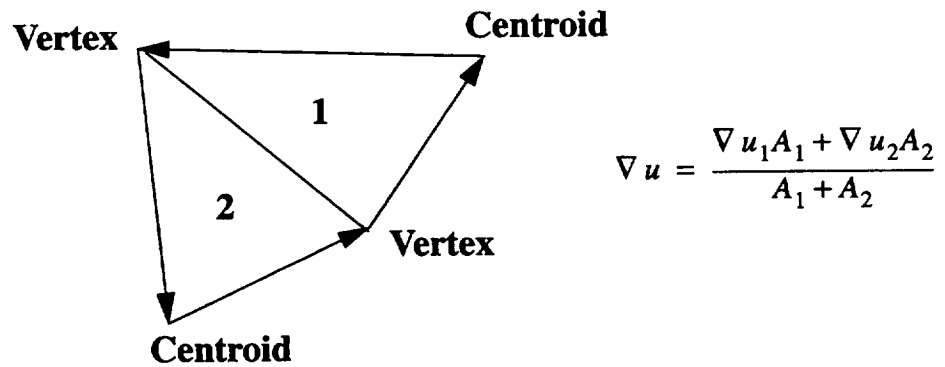 Centroid
Vertex
1
∇ u = (∇ u₁A₁ + ∇ u₂A₂) / (A₁ + A₂)
2
Vertex
Centroid